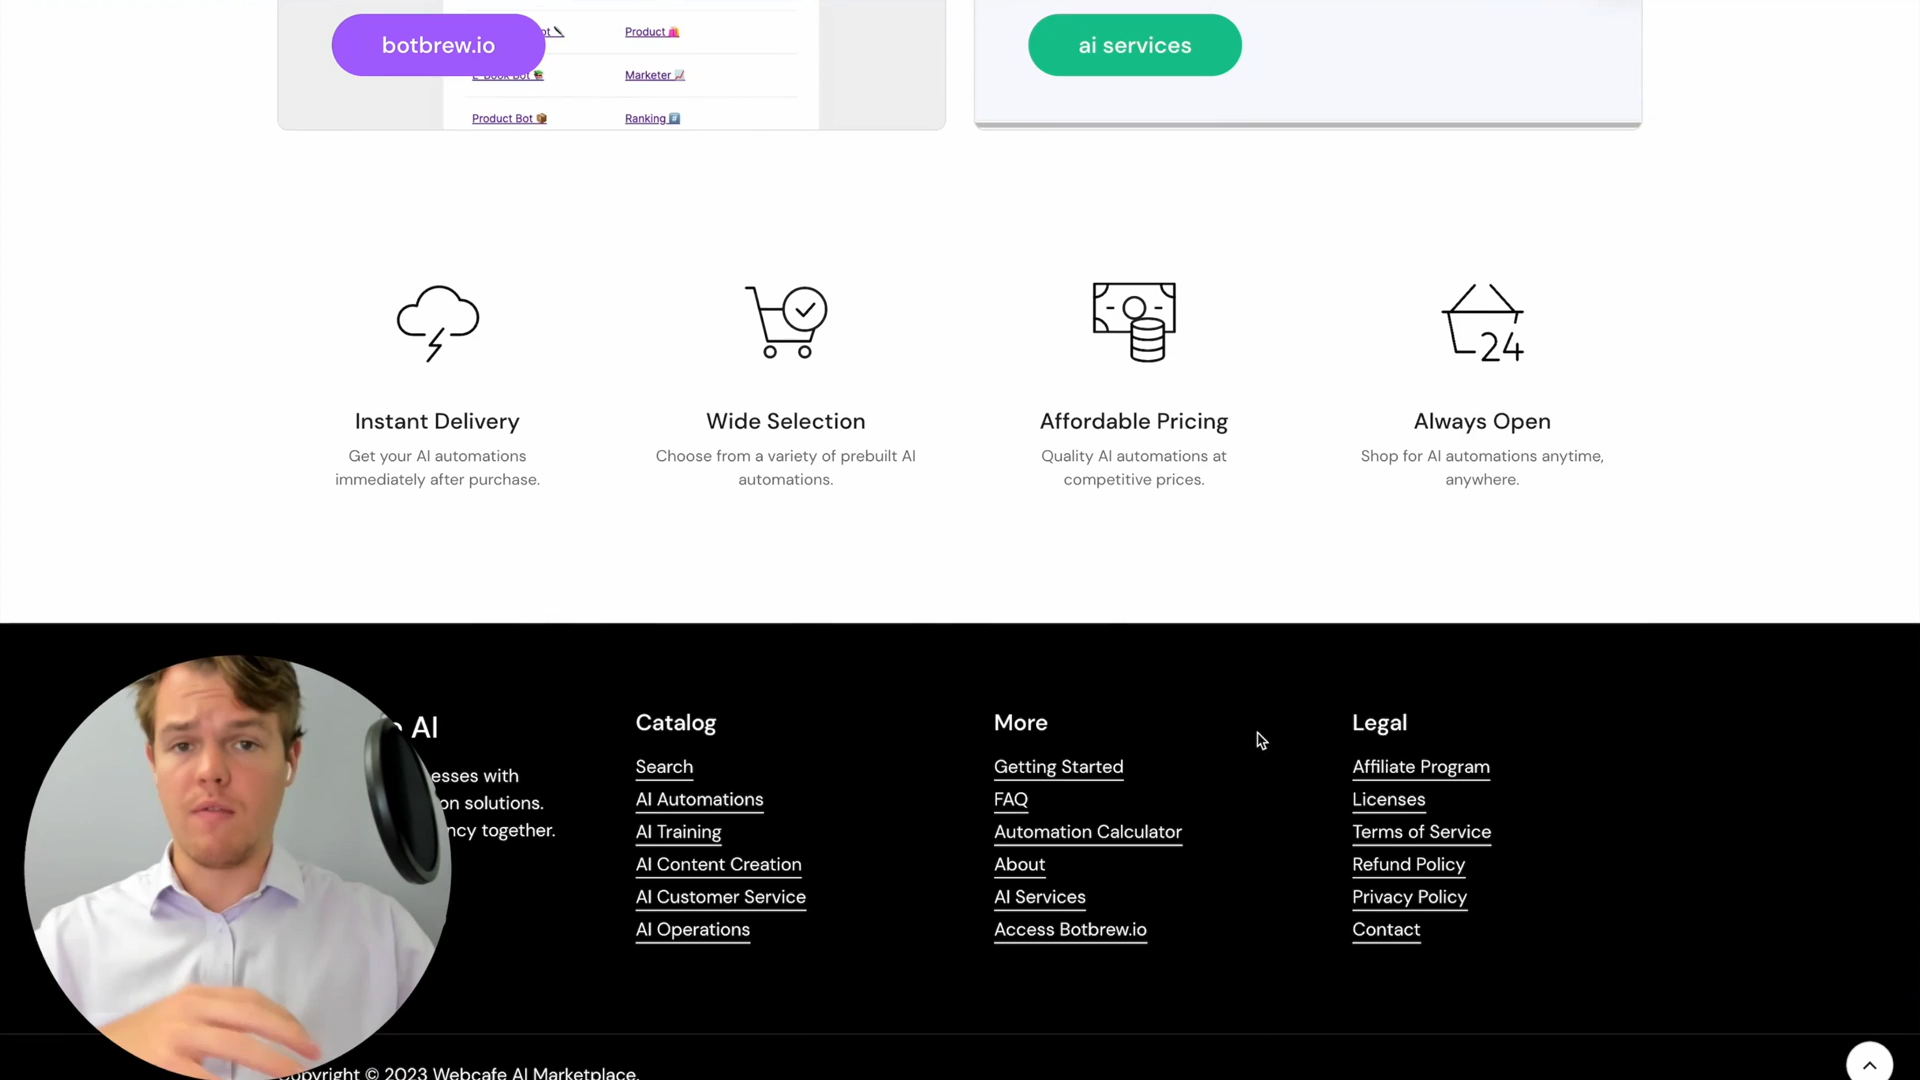 botbrew.io
Product
E-Book Bot
Marketer
Product Bot
Ranking
ai services
24
Instant Delivery
Get your AI automations
immediately after purchase.
Wide Selection
Choose from a variety of prebuilt AI
automations.
Affordable Pricing
Quality AI automations at
competitive prices.
Always Open
Shop for AI automations anytime,
anywhere.
AI
esses with
on solutions.
ncy together.
Catalog
Search
AI Automations
AI Training
AI Content Creation
AI Customer Service
AI Operations
More
Getting Started
FAQ
Automation Calculator
About
AI Services
Access Botbrew.io
Legal
Affiliate Program
Licenses
Terms of Service
Refund Policy
Privacy Policy
Contact
opyright © 2023 Webcafe AI Marketplace.